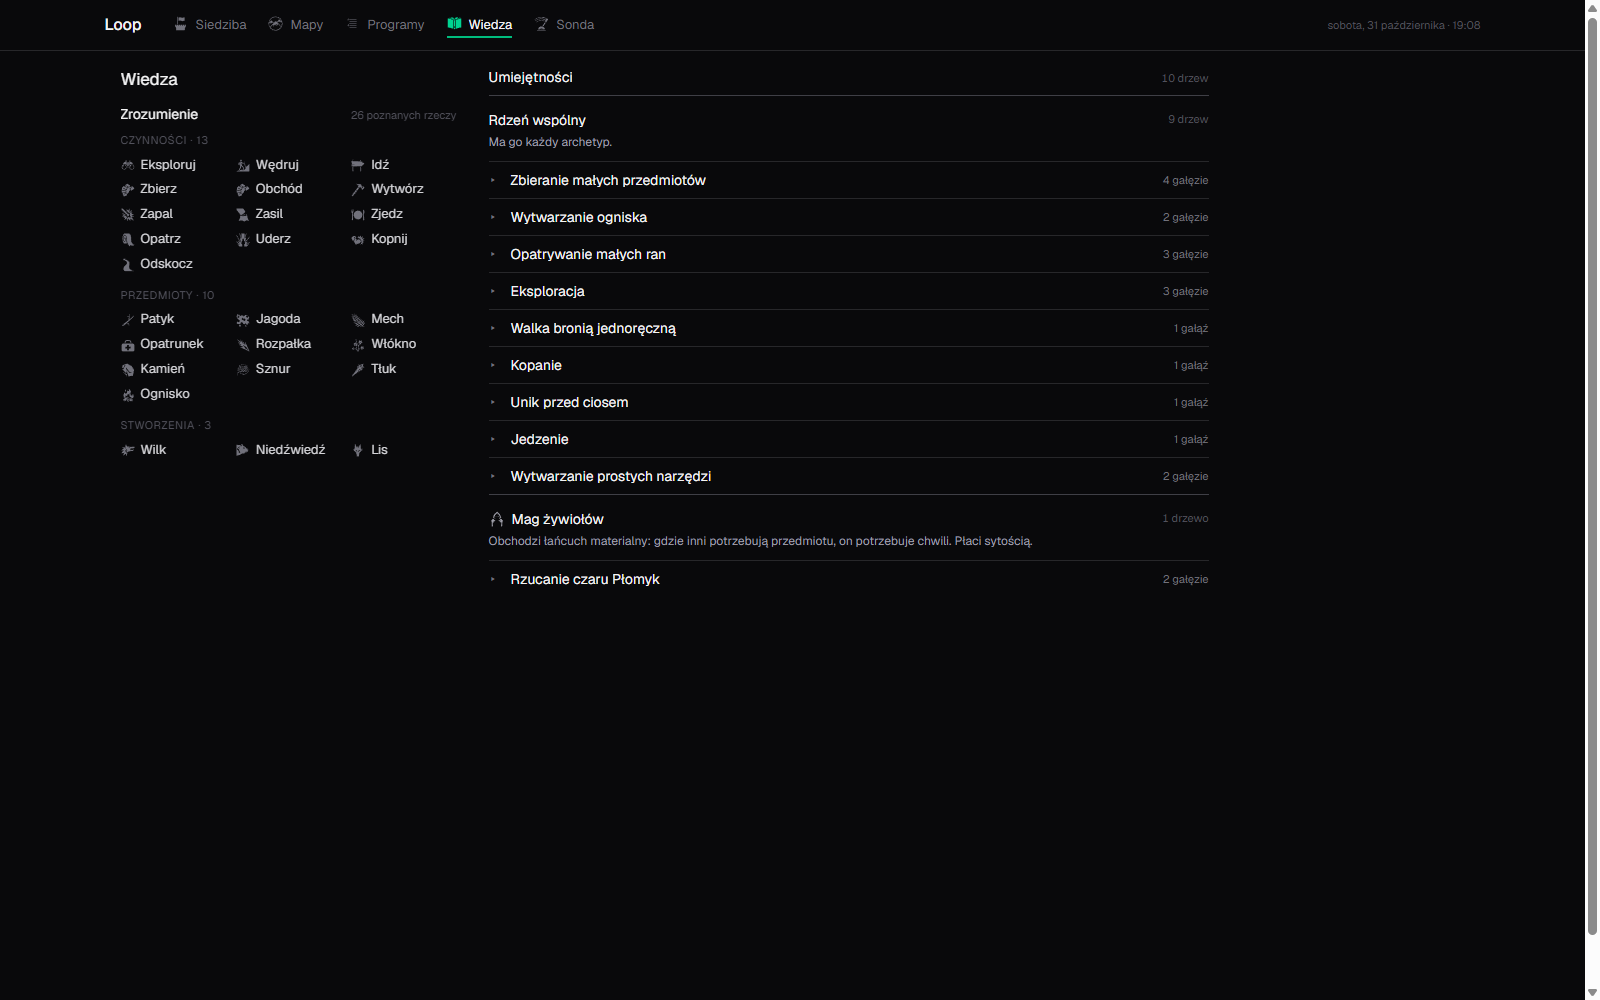 Loop Siedziba Mapy Programy Wiedza Sonda sobota, 31 października · 19:08
Wiedza
Zrozumienie 26 poznanych rzeczy
CZYNNOŚCI · 13
Eksploruj Wędruj Idź
Zbierz Obchód Wytwórz
Zapal Zasil Zjedz
Opatrz Uderz Kopnij
Odskocz
PRZEDMIOTY · 10
Patyk Jagoda Mech
Opatrunek Rozpałka Włókno
Kamień Sznur Tłuk
Ognisko
STWORZENIA · 3
Wilk Niedźwiedź Lis
Umiejętności 10 drzew
Rdzeń wspólny 9 drzew
Ma go każdy archetyp.
Zbieranie małych przedmiotów 4 gałęzie
Wytwarzanie ogniska 2 gałęzie
Opatrywanie małych ran 3 gałęzie
Eksploracja 3 gałęzie
Walka bronią jednoręczną 1 gałąź
Kopanie 1 gałąź
Unik przed ciosem 1 gałąź
Jedzenie 1 gałąź
Wytwarzanie prostych narzędzi 2 gałęzie
Mag żywiołów 1 drzewo
Obchodzi łańcuch materialny: gdzie inni potrzebują przedmiotu, on potrzebuje chwili. Płaci sytością.
Rzucanie czaru Płomyk 2 gałęzie